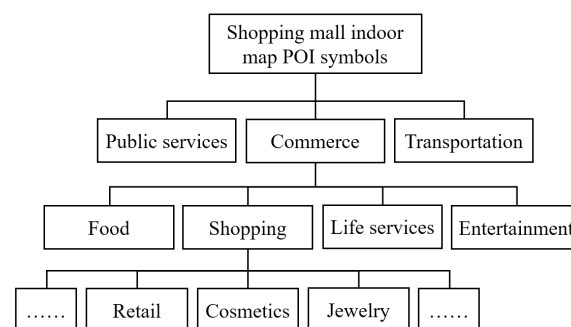 Shopping mall indoor
map POI symbols
Public services
Commerce
Transportation
Food
Shopping
Life services
Entertainment
……
Retail
Cosmetics
Jewelry
……